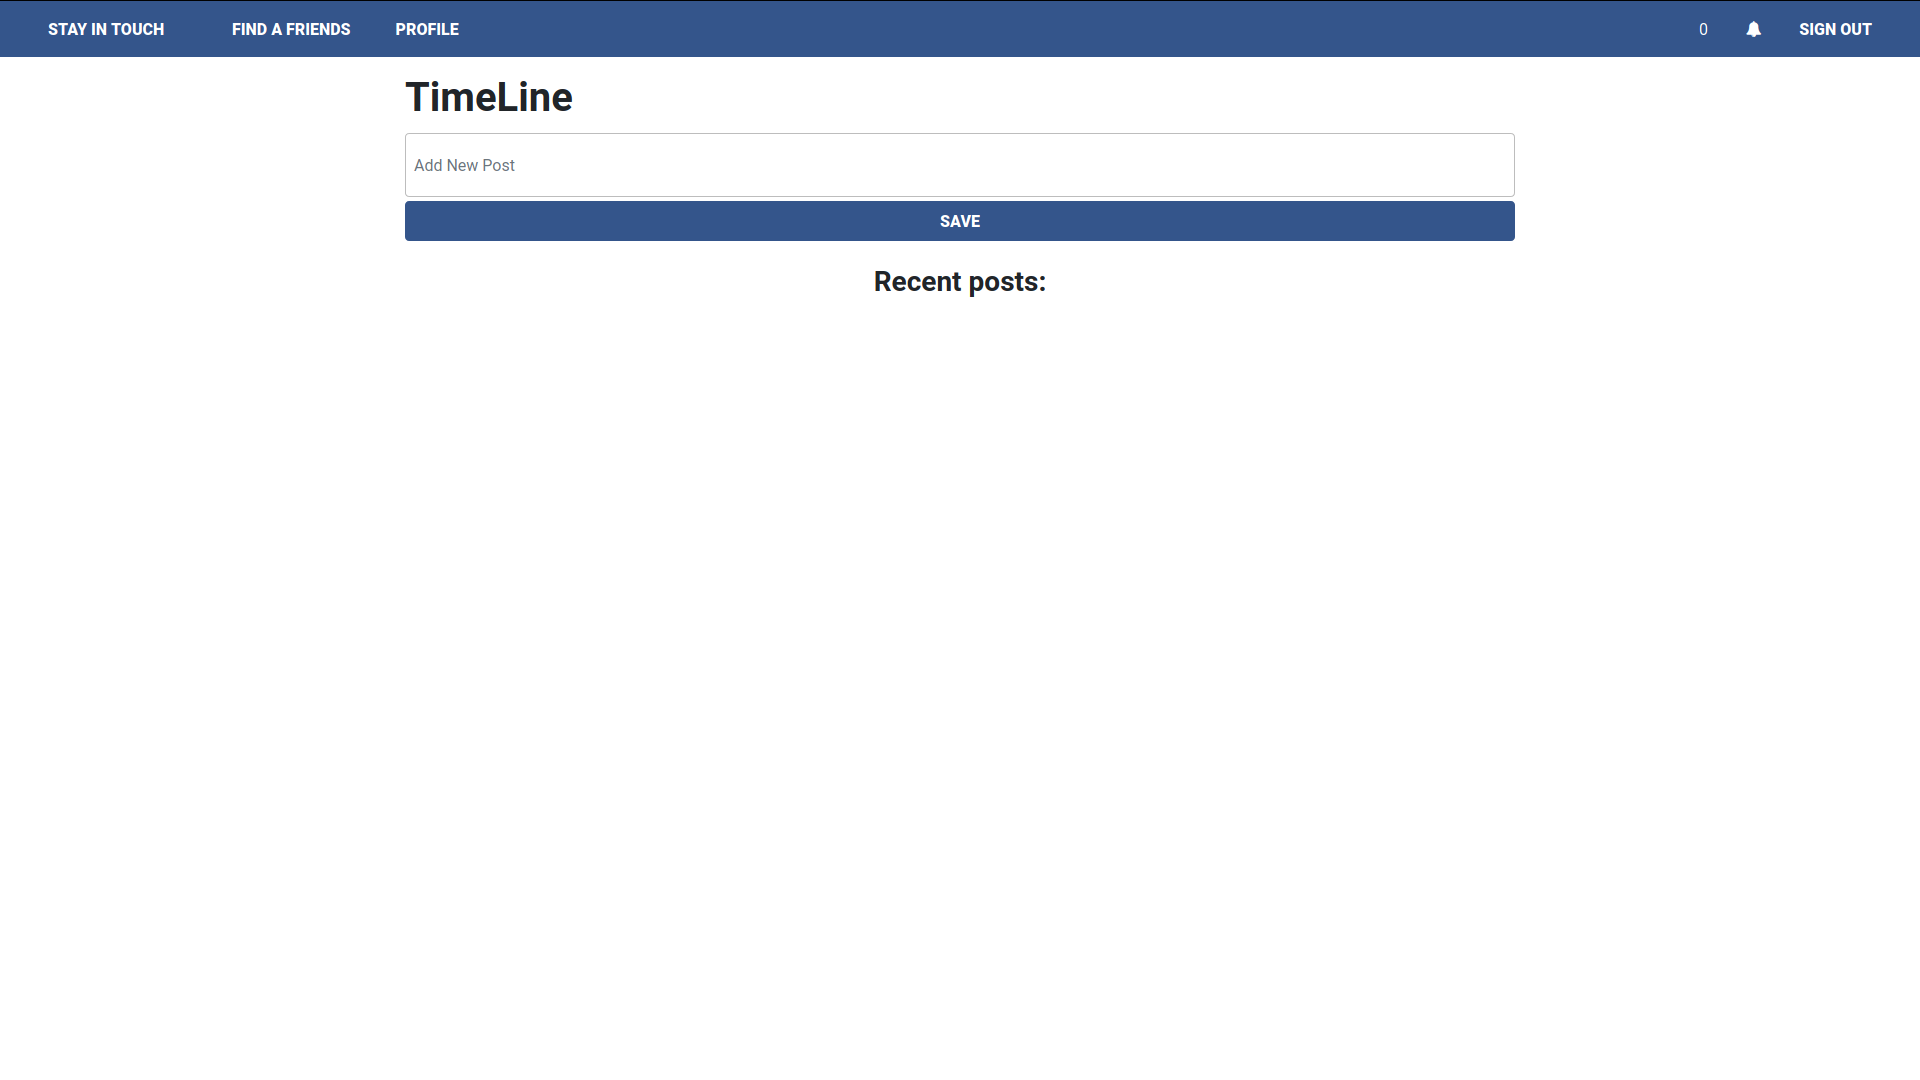 STAY IN TOUCH FIND A FRIENDS PROFILE 0 SIGN OUT
TimeLine
Add New Post
SAVE
Recent posts: